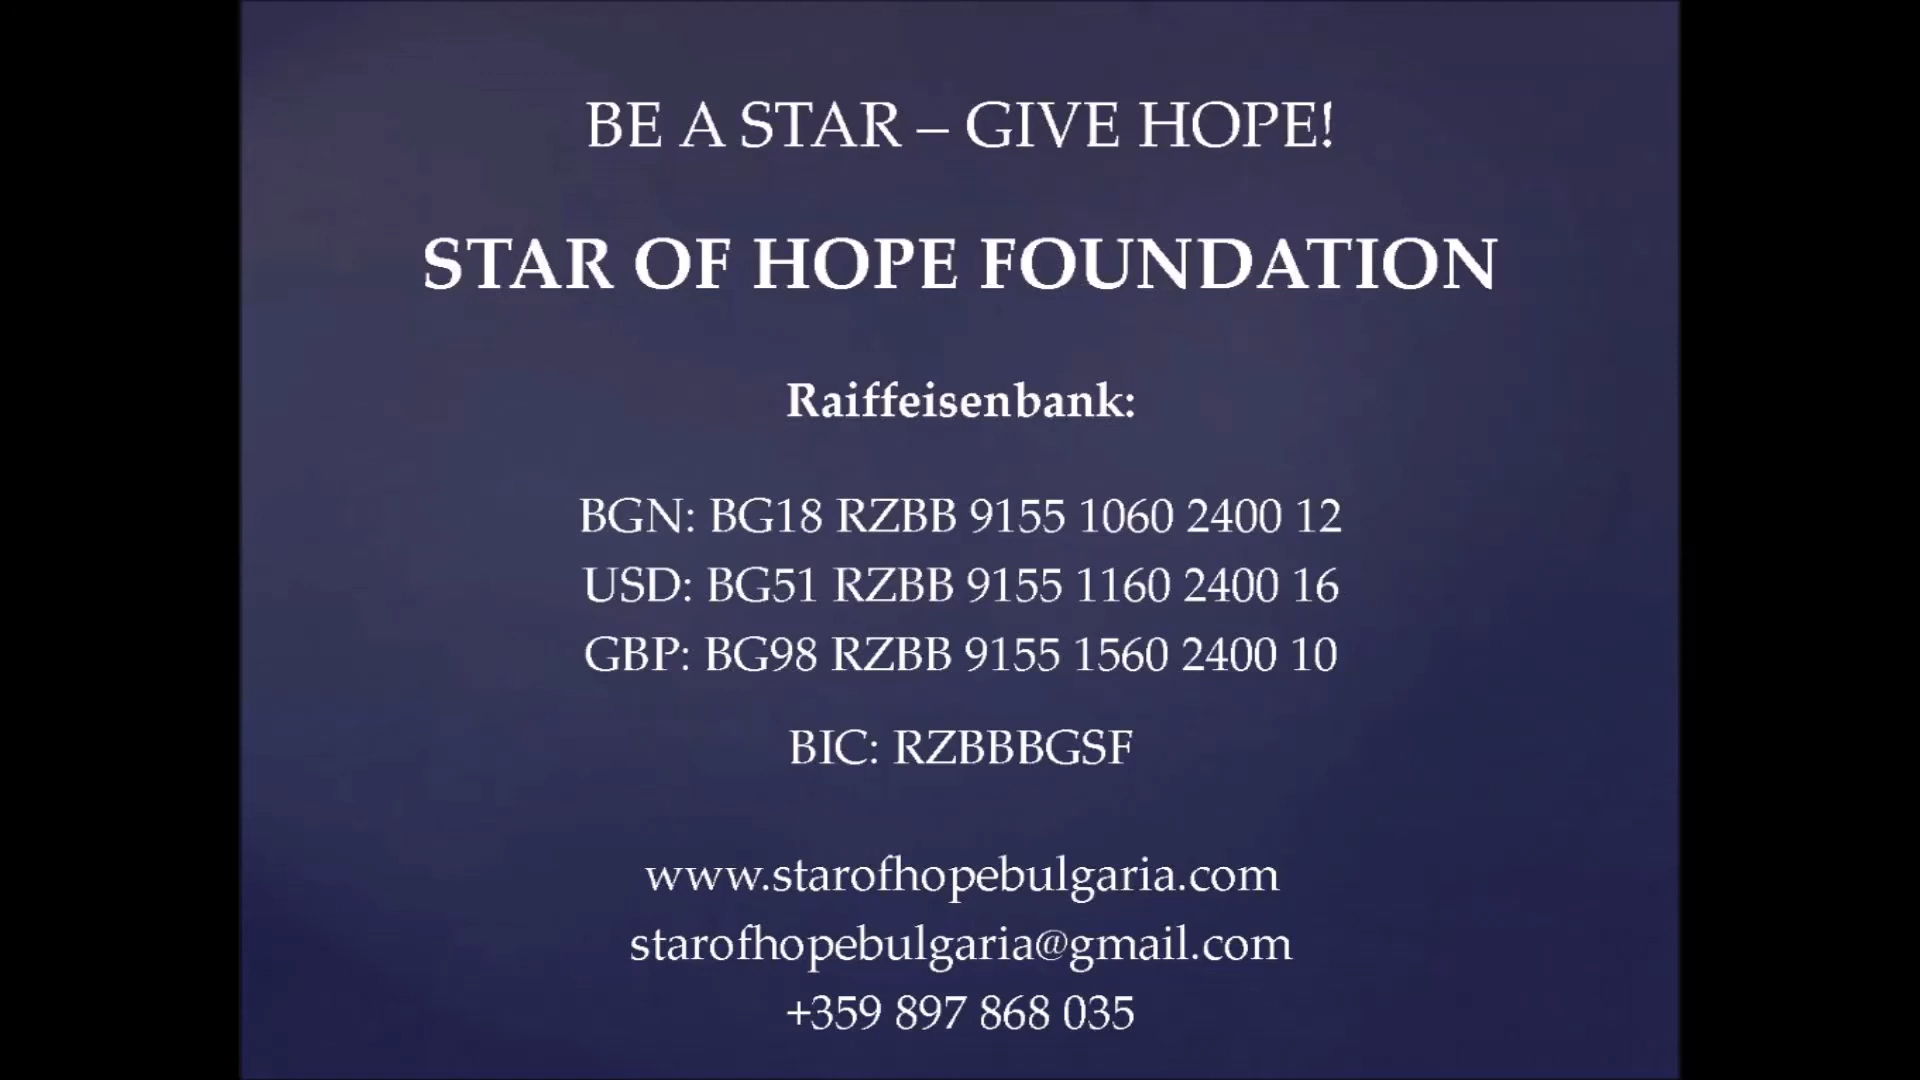 BE A STAR – GIVE HOPE!
STAR OF HOPE FOUNDATION
Raiffeisenbank:
BGN: BG18 RZBB 9155 1060 2400 12
USD: BG51 RZBB 9155 1160 2400 16
GBP: BG98 RZBB 9155 1560 2400 10
BIC: RZBBBGSF
www.starofhopebulgaria.com
starofhopebulgaria@gmail.com
+359 897 868 035